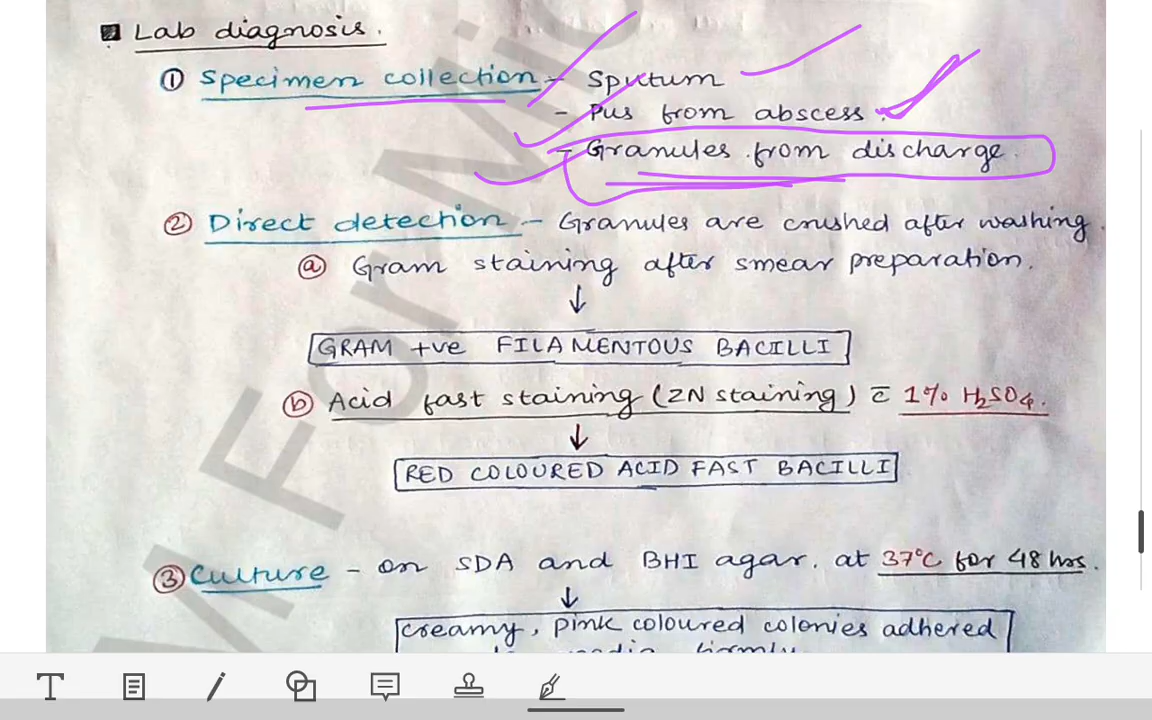 Lab diagnosis.
① Specimen collection - Sputum
- Pus from abscess.
- Granules from discharge.
② Direct detection - Granules are crushed after washing.
ⓐ Gram staining after smear preparation.
↓
GRAM +ve FILAMENTOUS BACILLI
ⓑ Acid fast staining (ZN staining) c̄ 1% H₂SO₄.
↓
RED COLOURED ACID FAST BACILLI
③ Culture - on SDA and BHI agar. at 37°C for 48 hrs.
↓
Creamy, pink coloured colonies adhered